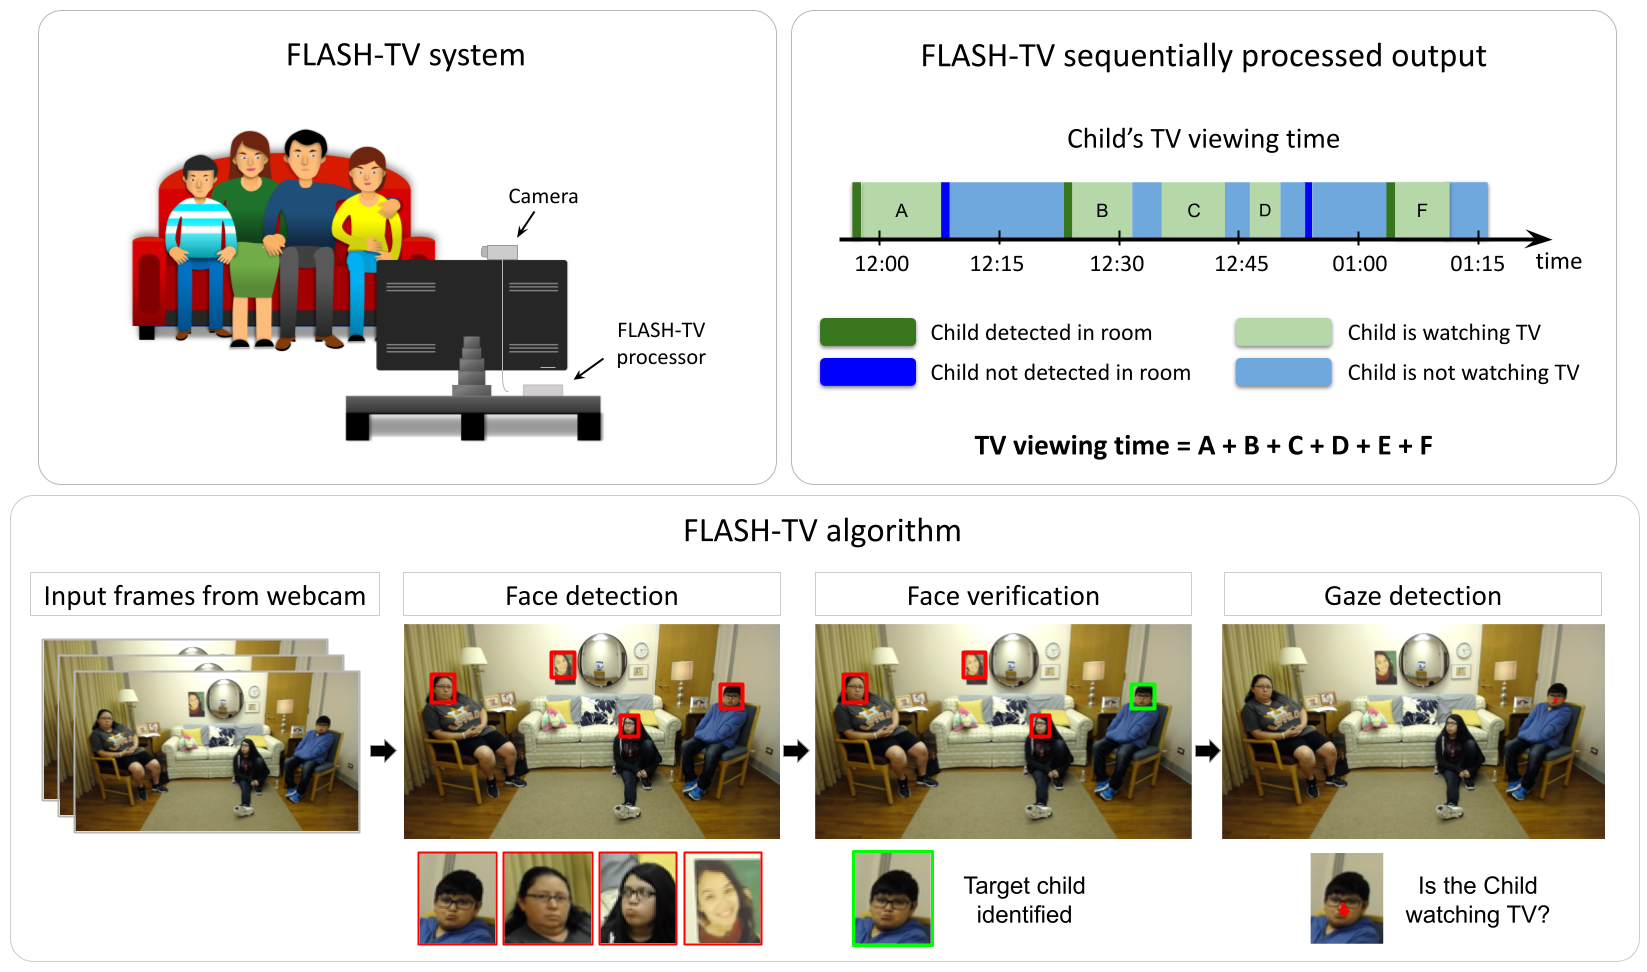 FLASH-TV system
Camera
FLASH-TV
processor
FLASH-TV sequentially processed output
Child's TV viewing time
A
B
C
D
F
12:00
12:15
12:30
12:45
01:00
01:15
time
Child detected in room
Child is watching TV
Child not detected in room
Child is not watching TV
TV viewing time = A + B + C + D + E + F
FLASH-TV algorithm
Input frames from webcam
Face detection
Face verification
Gaze detection
Target child
identified
Is the Child
watching TV?